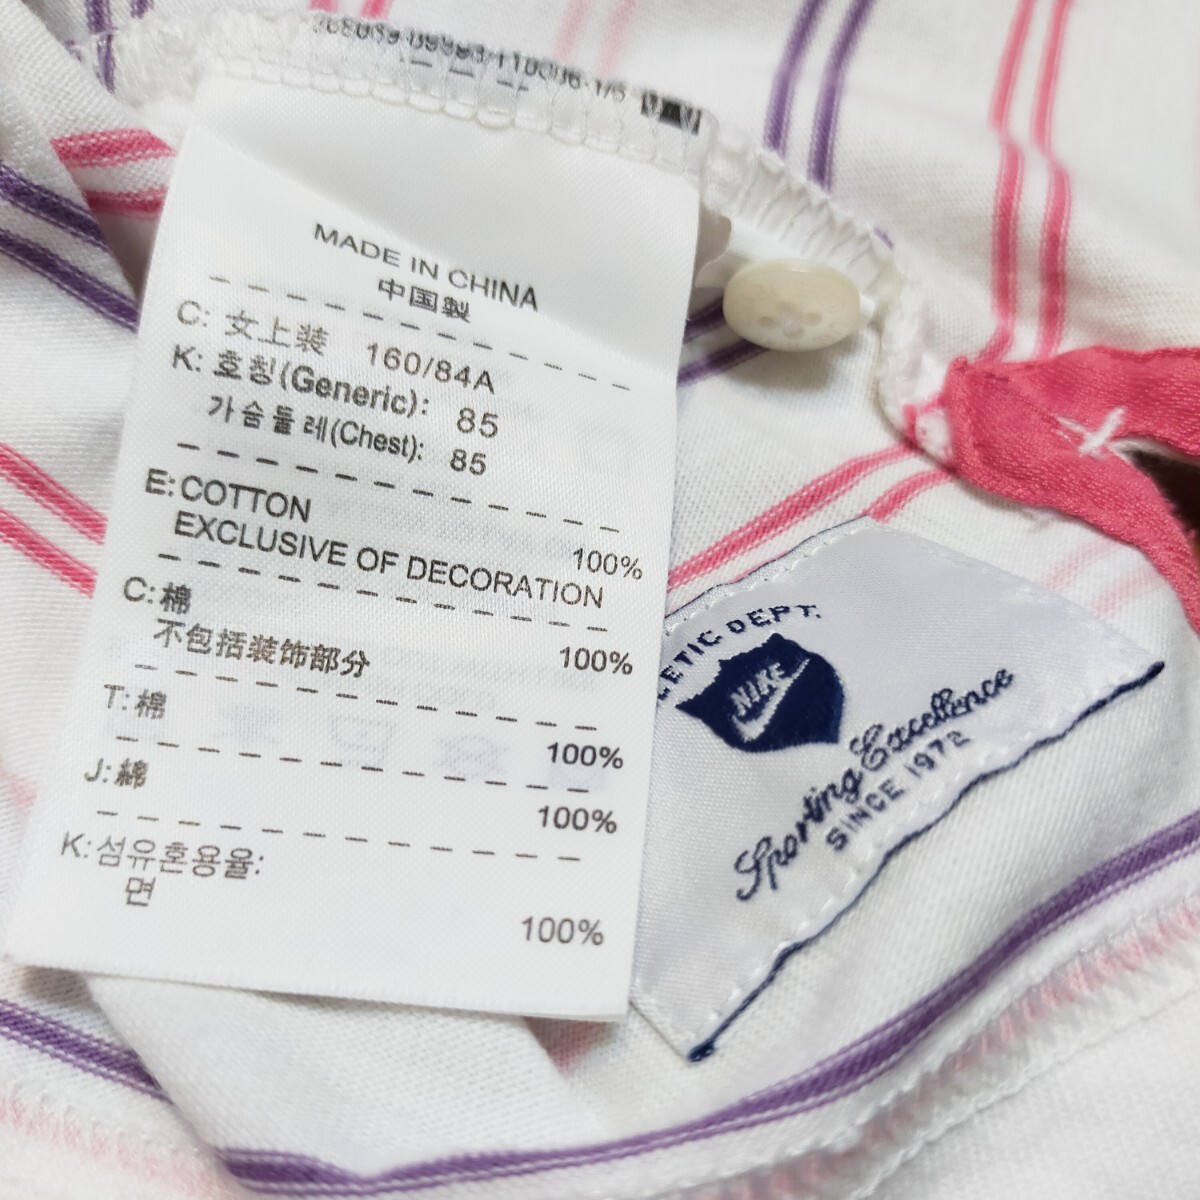 MADE IN CHINA
中国製
C: 女上装 160/84A
K: 호칭(Generic): 85
가슴둘레(Chest): 85
E: COTTON 100%
EXCLUSIVE OF DECORATION
C: 棉 100%
不包括装饰部分
T: 棉 100%
J: 綿 100%
K: 섬유혼용율:
면 100%
DEPT.
NIKE
Sporting Excellence
SINCE 1972